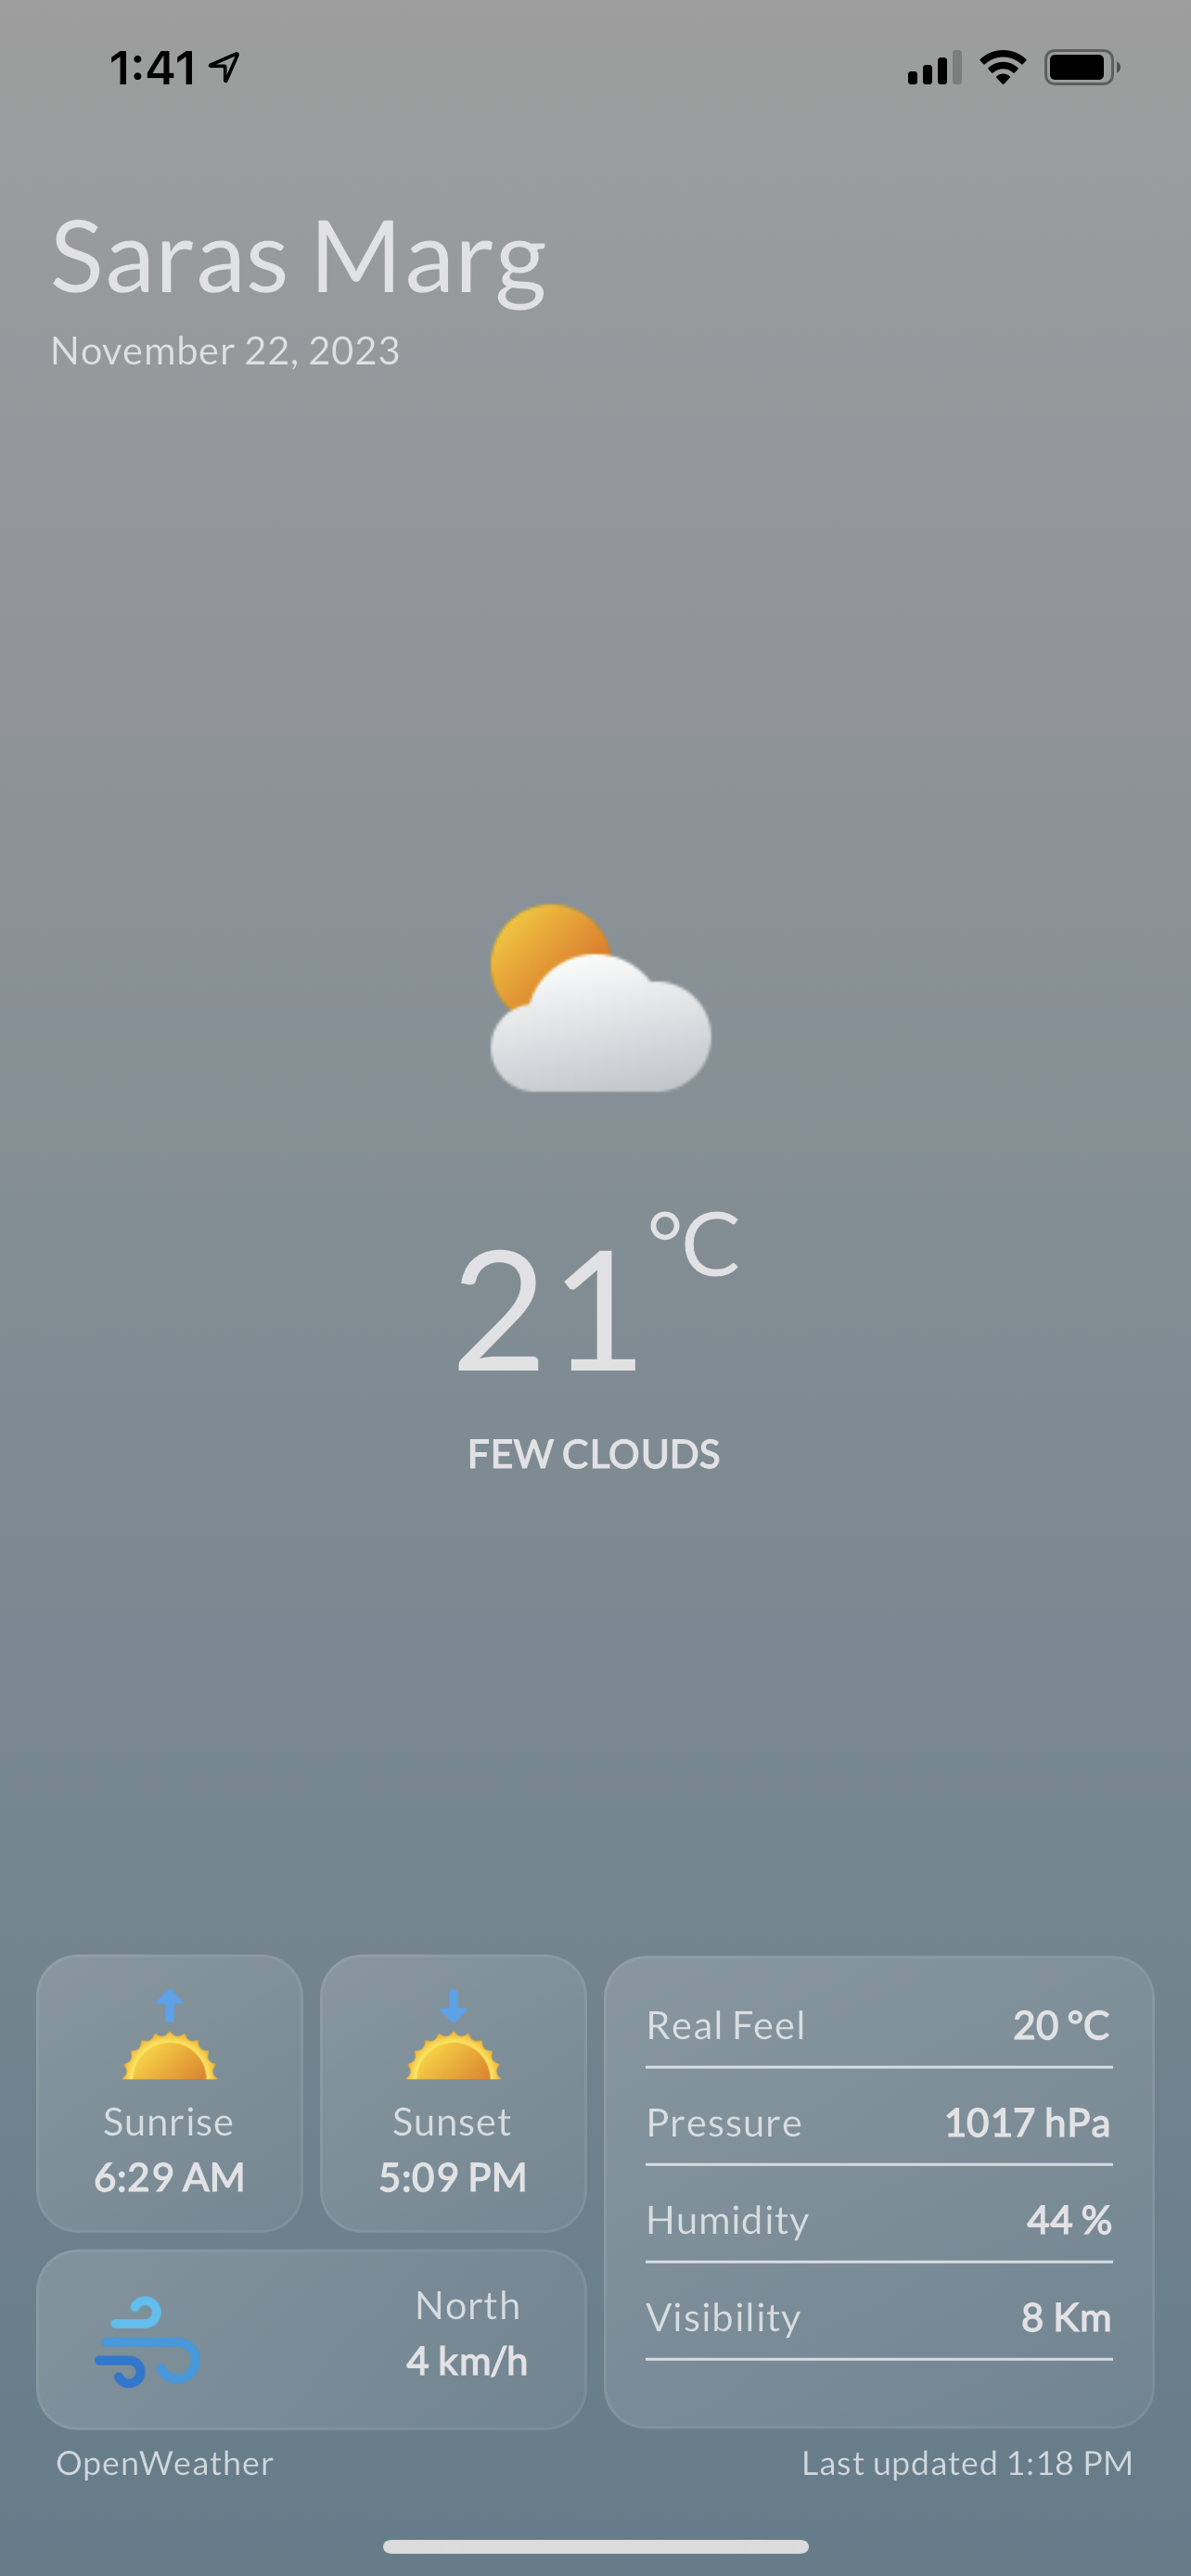 1:41
Saras Marg
November 22, 2023
21 °C
FEW CLOUDS
Sunrise
6:29 AM
Sunset
5:09 PM
North
4 km/h
Real Feel 20 °C
Pressure 1017 hPa
Humidity 44 %
Visibility 8 Km
OpenWeather
Last updated 1:18 PM